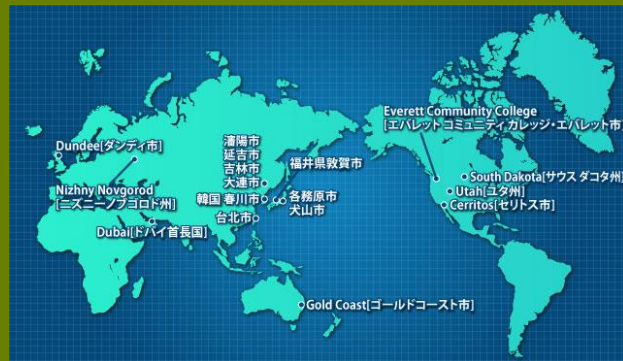 Dundee[ダンディ市]
Nizhhy Novgorod
[ニズニーノブゴロド州]
Dubai[ドバイ首長国]
瀋陽市
延吉市
吉林市
大連市
韓国 春川市
台北市
福井県敦賀市
各務原市
犬山市
Gold Coast[ゴールドコースト市]
Everett Community College
[エバレット コミュニティ カレッジ・エバレット市]
South Dakota[サウス ダコタ州]
Utah[ユタ州]
Cerritos[セリトス市]